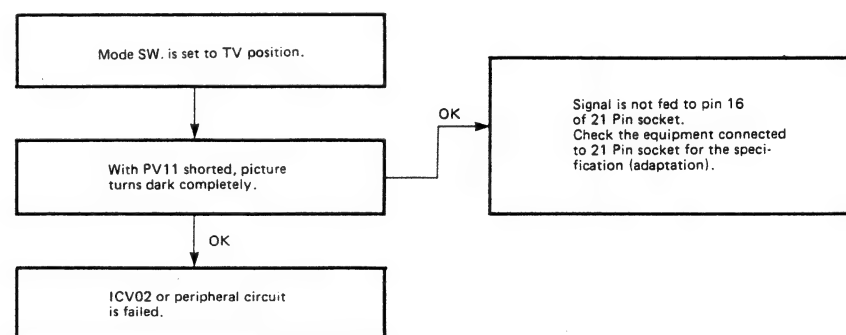 Mode SW. is set to TV position.
With PV11 shorted, picture
turns dark completely.
OK
Signal is not fed to pin 16
of 21 Pin socket.
Check the equipment connected
to 21 Pin socket for the speci-
fication (adaptation).
OK
ICV02 or peripheral circuit
is failed.